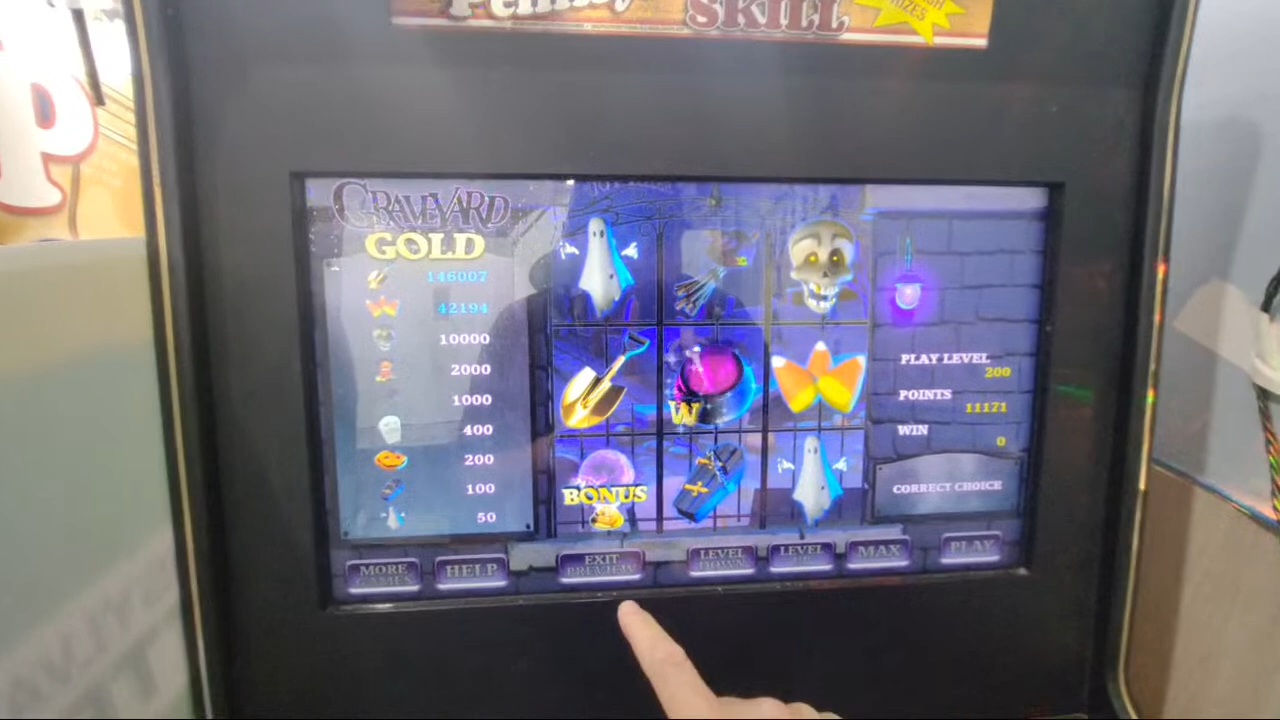 SKILL
GRAVEYARD
GOLD
146007
42194
10000
2000
1000
400
200
100
50
W
BONUS
PLAY LEVEL
200
POINTS
11171
WIN
0
CORRECT CHOICE
MORE
GAMES
HELP
EXIT
PREVIEW
LEVEL
DOWN
LEVEL
UP
MAX
PLAY